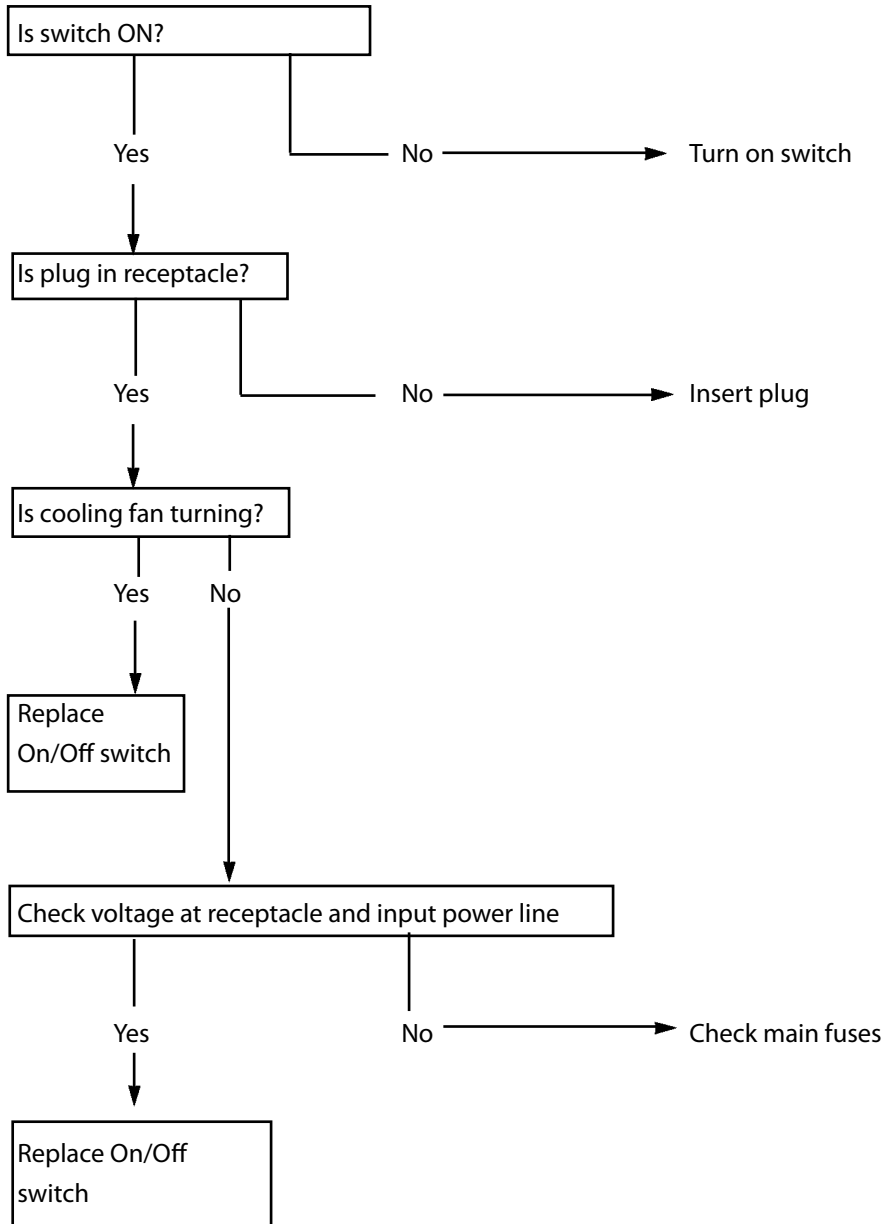 Is switch ON?
Yes
No
Turn on switch
Is plug in receptacle?
Yes
No
Insert plug
Is cooling fan turning?
Yes
No
Replace
On/Off switch
Check voltage at receptacle and input power line
Yes
No
Check main fuses
Replace On/Off
switch